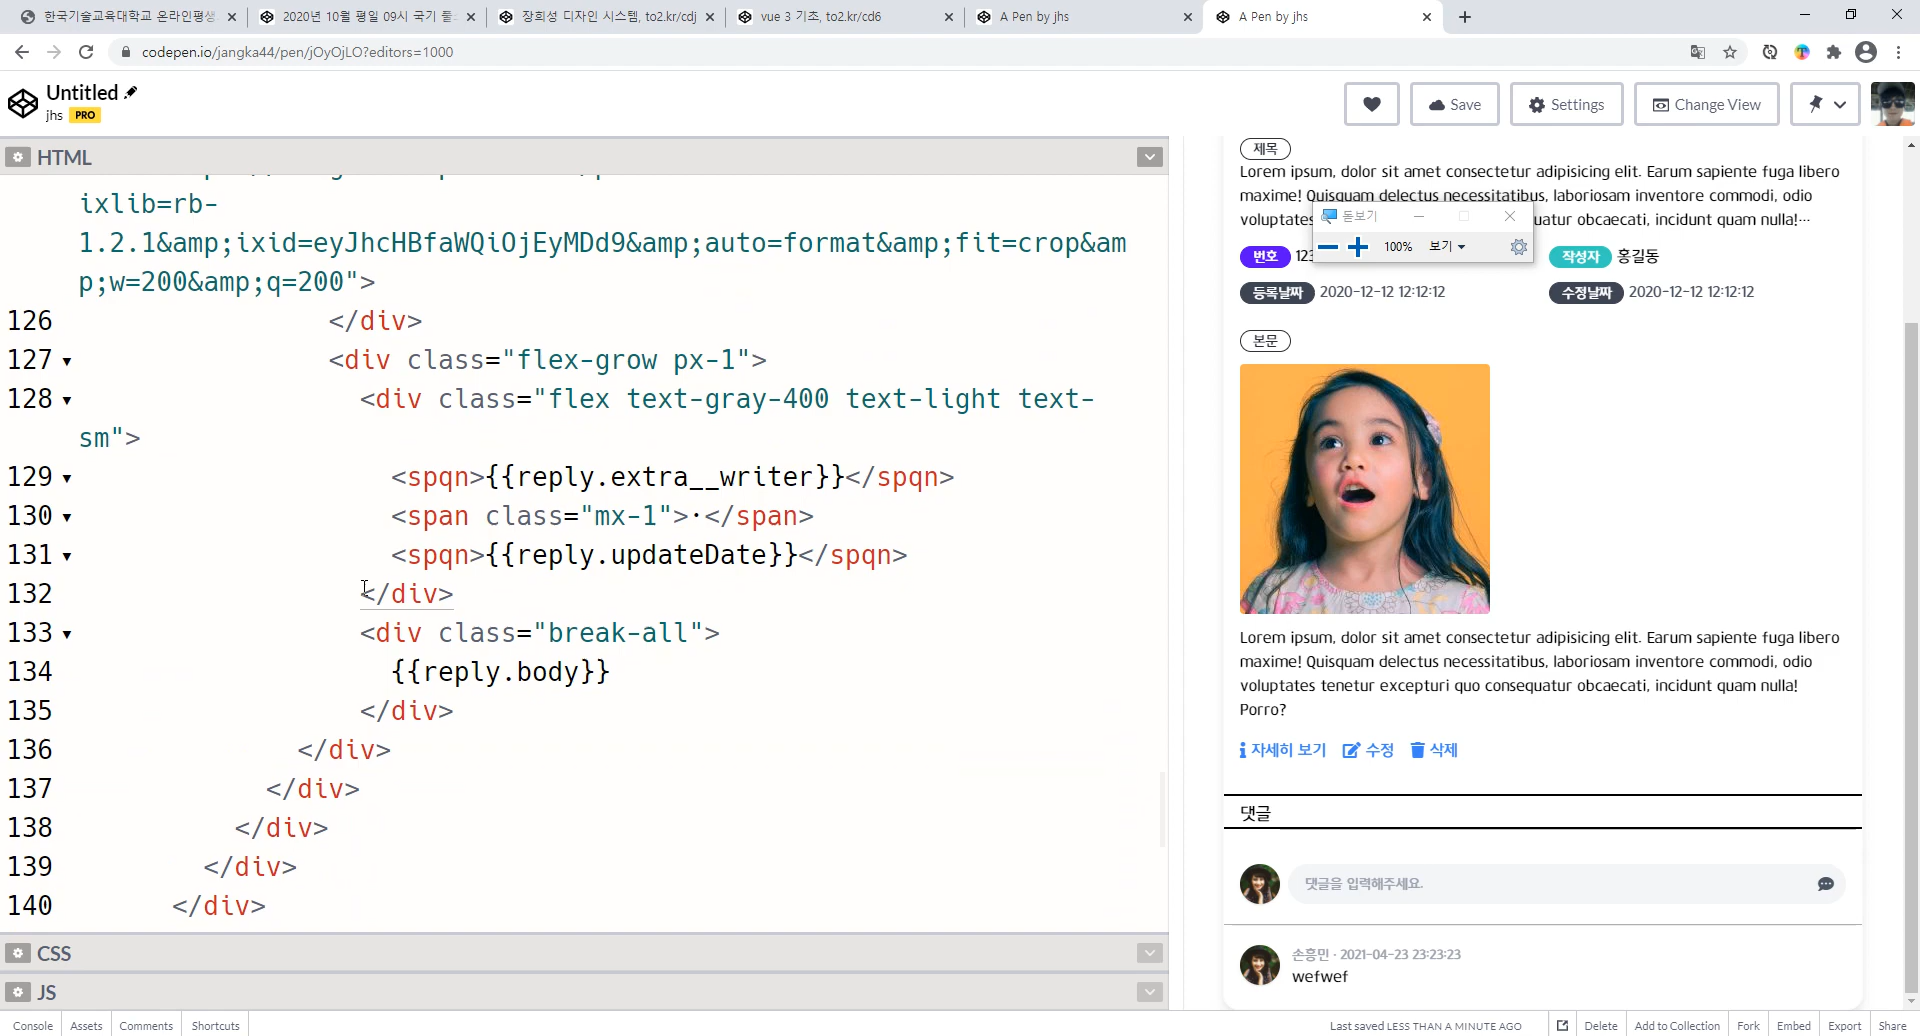 한국기술교육대학교 온라인평생
2020년 10월 평일 09시 국기 훈
장희성 디자인 시스템, to2.kr/cdj
vue 3 기초, to2.kr/cd6
A Pen by jhs
A Pen by jhs
codepen.io/jangka44/pen/jOyOjLO?editors=1000
Untitled
jhs PRO
Save
Settings
Change View
HTML
ixlib=rb-
1.2.1&amp;ixid=eyJhcHBfaWQiOjEyMDd9&amp;auto=format&amp;fit=crop&am
p;w=200&amp;q=200">
126 </div>
127 <div class="flex-grow px-1">
128 <div class="flex text-gray-400 text-light text-
sm">
129 <spqn>{{reply.extra__writer}}</spqn>
130 <span class="mx-1">·</span>
131 <spqn>{{reply.updateDate}}</spqn>
132 </div>
133 <div class="break-all">
134 {{reply.body}}
135 </div>
136 </div>
137 </div>
138 </div>
139 </div>
140 </div>
CSS
JS
제목
Lorem ipsum, dolor sit amet consectetur adipisicing elit. Earum sapiente fuga libero
maxime! Quisquam delectus necessitatibus, laboriosam inventore commodi, odio
voluptates uatur obcaecati, incidunt quam nulla!…
돋보기
100% 보기
번호 123
작성자 홍길동
등록날짜 2020-12-12 12:12:12
수정날짜 2020-12-12 12:12:12
본문
Lorem ipsum, dolor sit amet consectetur adipisicing elit. Earum sapiente fuga libero
maxime! Quisquam delectus necessitatibus, laboriosam inventore commodi, odio
voluptates tenetur excepturi quo consequatur obcaecati, incidunt quam nulla!
Porro?
자세히 보기 수정 삭제
댓글
댓글을 입력해주세요.
손흥민 · 2021-04-23 23:23:23
wefwef
Console Assets Comments Shortcuts
Last saved LESS THAN A MINUTE AGO
Delete Add to Collection Fork Embed Export Share